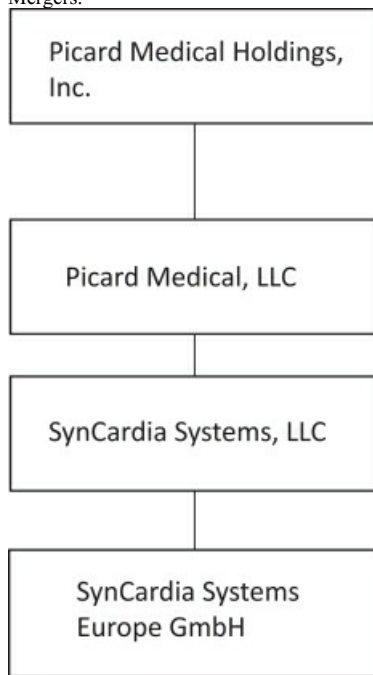 Mergers.
Picard Medical Holdings,
Inc.
Picard Medical, LLC
SynCardia Systems, LLC
SynCardia Systems
Europe GmbH